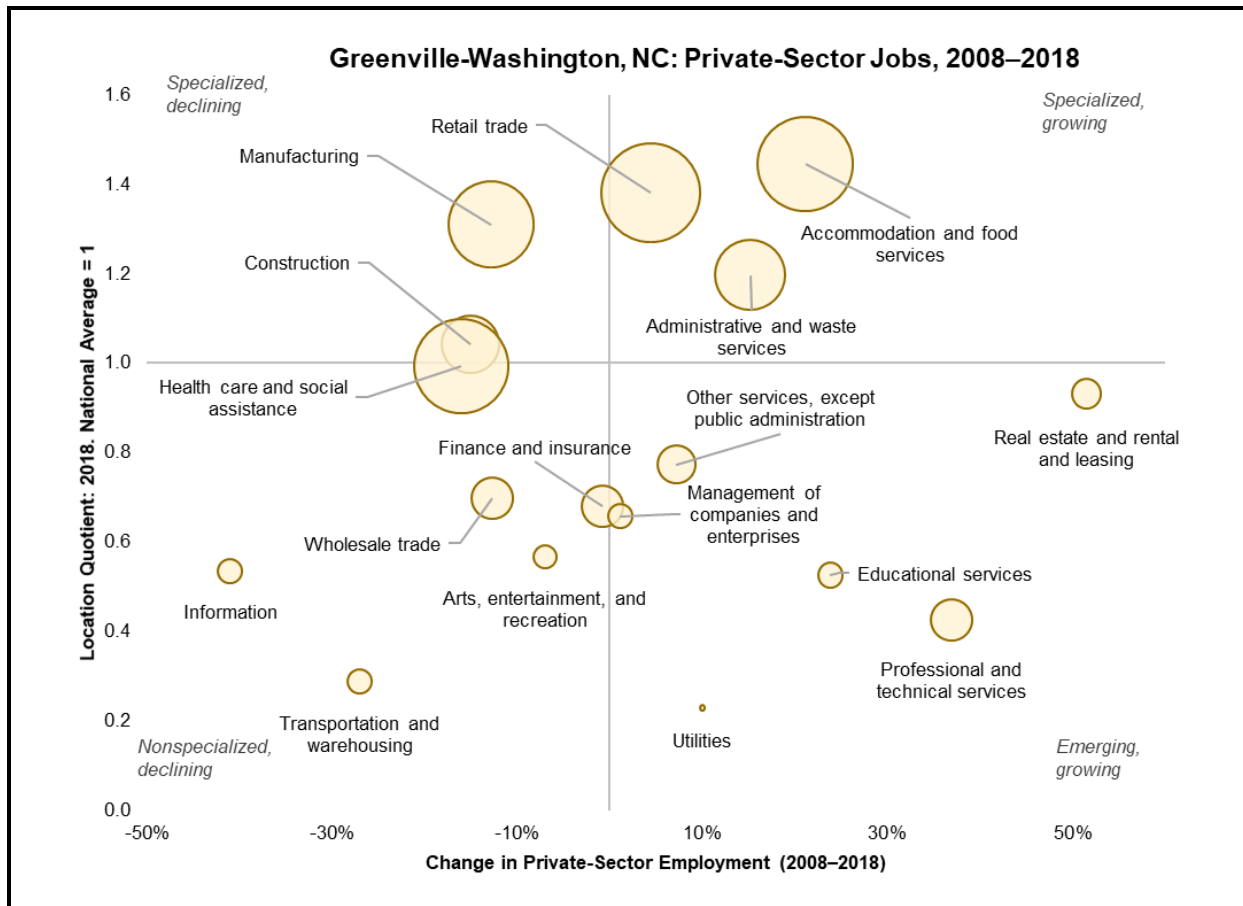 Greenville-Washington, NC: Private-Sector Jobs, 2008–2018
Specialized,
declining
Specialized,
growing
Location Quotient: 2018. National Average = 1
1.6
1.4
1.2
1.0
0.8
0.6
0.4
0.2
0.0
Retail trade
Manufacturing
Accommodation and food
services
Construction
Administrative and waste
services
Health care and social
assistance
Other services, except
public administration
Real estate and rental
and leasing
Finance and insurance
Management of
companies and
enterprises
Wholesale trade
Educational services
Information
Arts, entertainment, and
recreation
Professional and
technical services
Transportation and
warehousing
Utilities
Nonspecialized,
declining
Emerging,
growing
-50%
-30%
-10%
10%
30%
50%
Change in Private-Sector Employment (2008–2018)